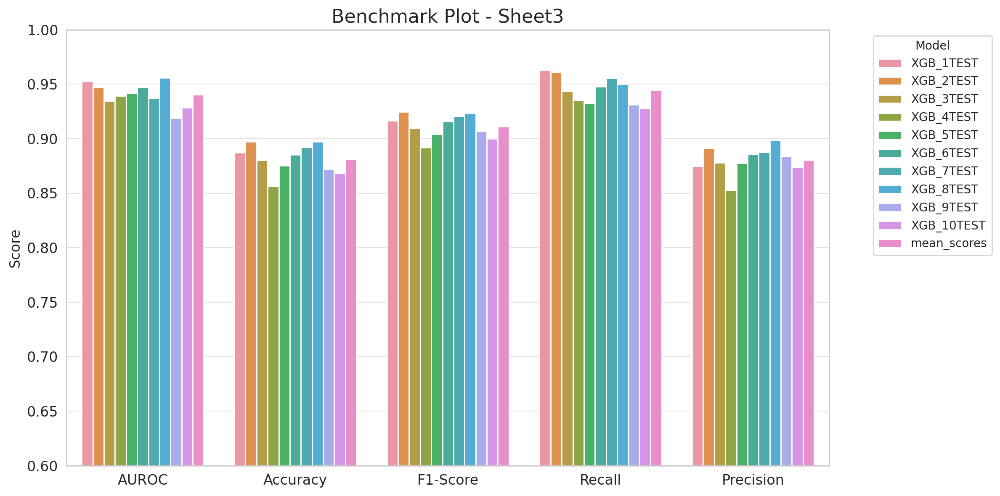 Benchmark Plot - Sheet3
Score
1.00
0.95
0.90
0.85
0.80
0.75
0.70
0.65
0.60
AUROC
Accuracy
F1-Score
Recall
Precision
Model
XGB_1TEST
XGB_2TEST
XGB_3TEST
XGB_4TEST
XGB_5TEST
XGB_6TEST
XGB_7TEST
XGB_8TEST
XGB_9TEST
XGB_10TEST
mean_scores